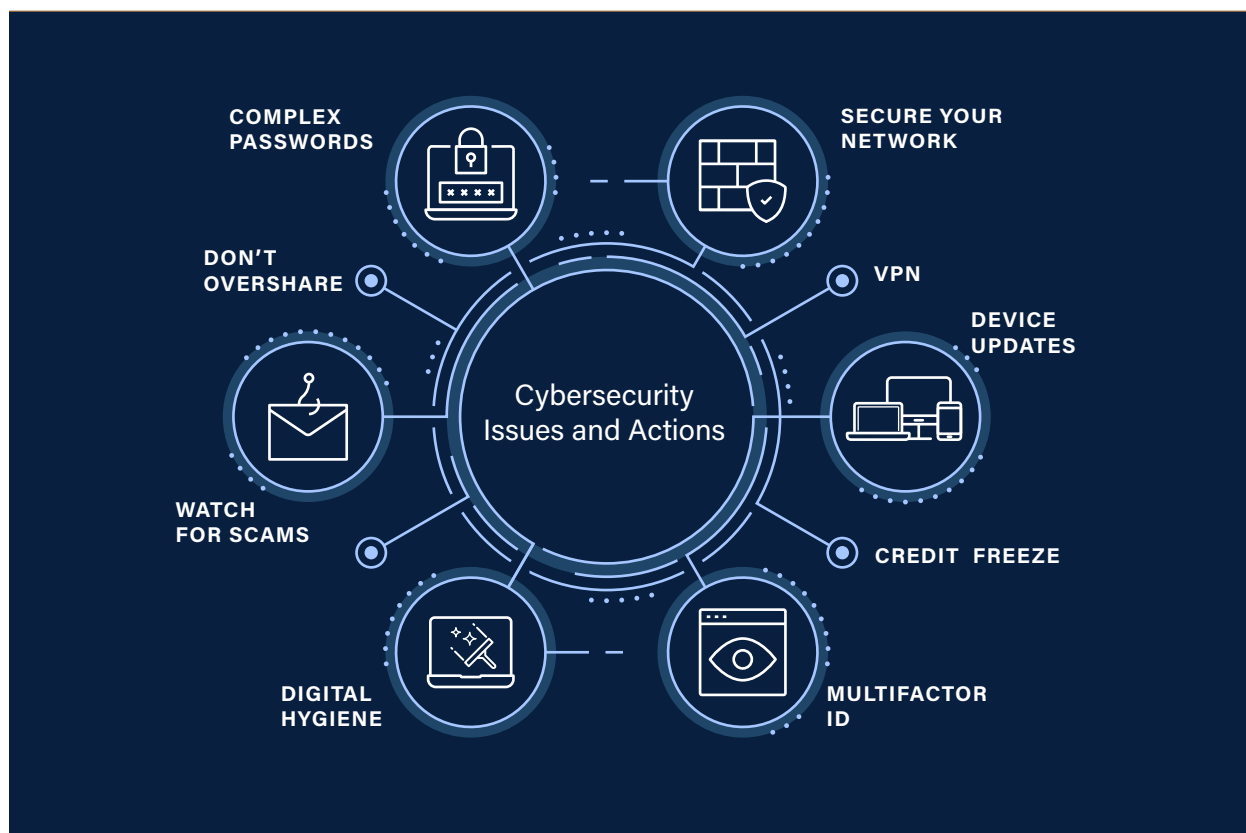 COMPLEX
PASSWORDS
SECURE YOUR
NETWORK
DON'T
OVERSHARE
VPN
DEVICE
UPDATES
Cybersecurity
Issues and Actions
WATCH
FOR SCAMS
CREDIT FREEZE
DIGITAL
HYGIENE
MULTIFACTOR
ID